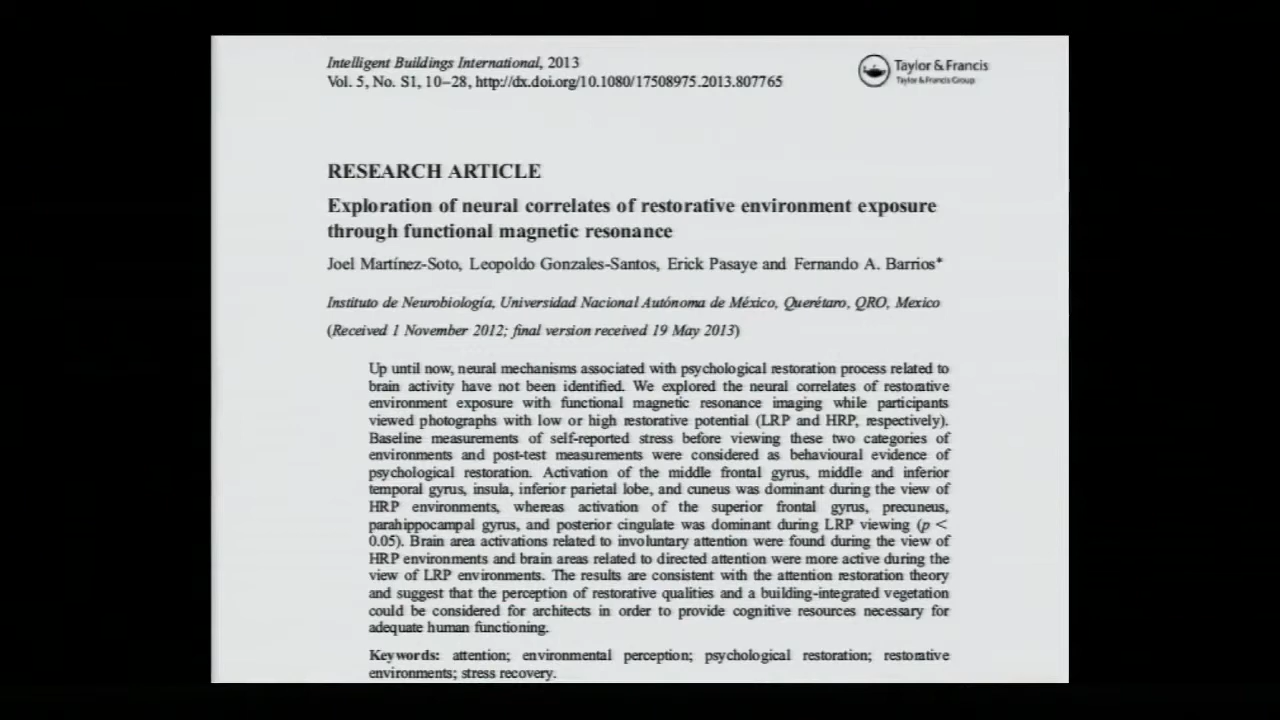 Intelligent Buildings International, 2013
Vol. 5, No. S1, 10–28, http://dx.doi.org/10.1080/17508975.2013.807765
Taylor & Francis
Taylor & Francis Group
RESEARCH ARTICLE
Exploration of neural correlates of restorative environment exposure
through functional magnetic resonance
Joel Martínez-Soto, Leopoldo Gonzales-Santos, Erick Pasaye and Fernando A. Barrios*
Instituto de Neurobiología, Universidad Nacional Autónoma de México, Querétaro, QRO, Mexico
(Received 1 November 2012; final version received 19 May 2013)
Up until now, neural mechanisms associated with psychological restoration process related to
brain activity have not been identified. We explored the neural correlates of restorative
environment exposure with functional magnetic resonance imaging while participants
viewed photographs with low or high restorative potential (LRP and HRP, respectively).
Baseline measurements of self-reported stress before viewing these two categories of
environments and post-test measurements were considered as behavioural evidence of
psychological restoration. Activation of the middle frontal gyrus, middle and inferior
temporal gyrus, insula, inferior parietal lobe, and cuneus was dominant during the view of
HRP environments, whereas activation of the superior frontal gyrus, precuneus,
parahippocampal gyrus, and posterior cingulate was dominant during LRP viewing (p <
0.05). Brain area activations related to involuntary attention were found during the view of
HRP environments and brain areas related to directed attention were more active during the
view of LRP environments. The results are consistent with the attention restoration theory
and suggest that the perception of restorative qualities and a building-integrated vegetation
could be considered for architects in order to provide cognitive resources necessary for
adequate human functioning.
Keywords: attention; environmental perception; psychological restoration; restorative
environments; stress recovery.